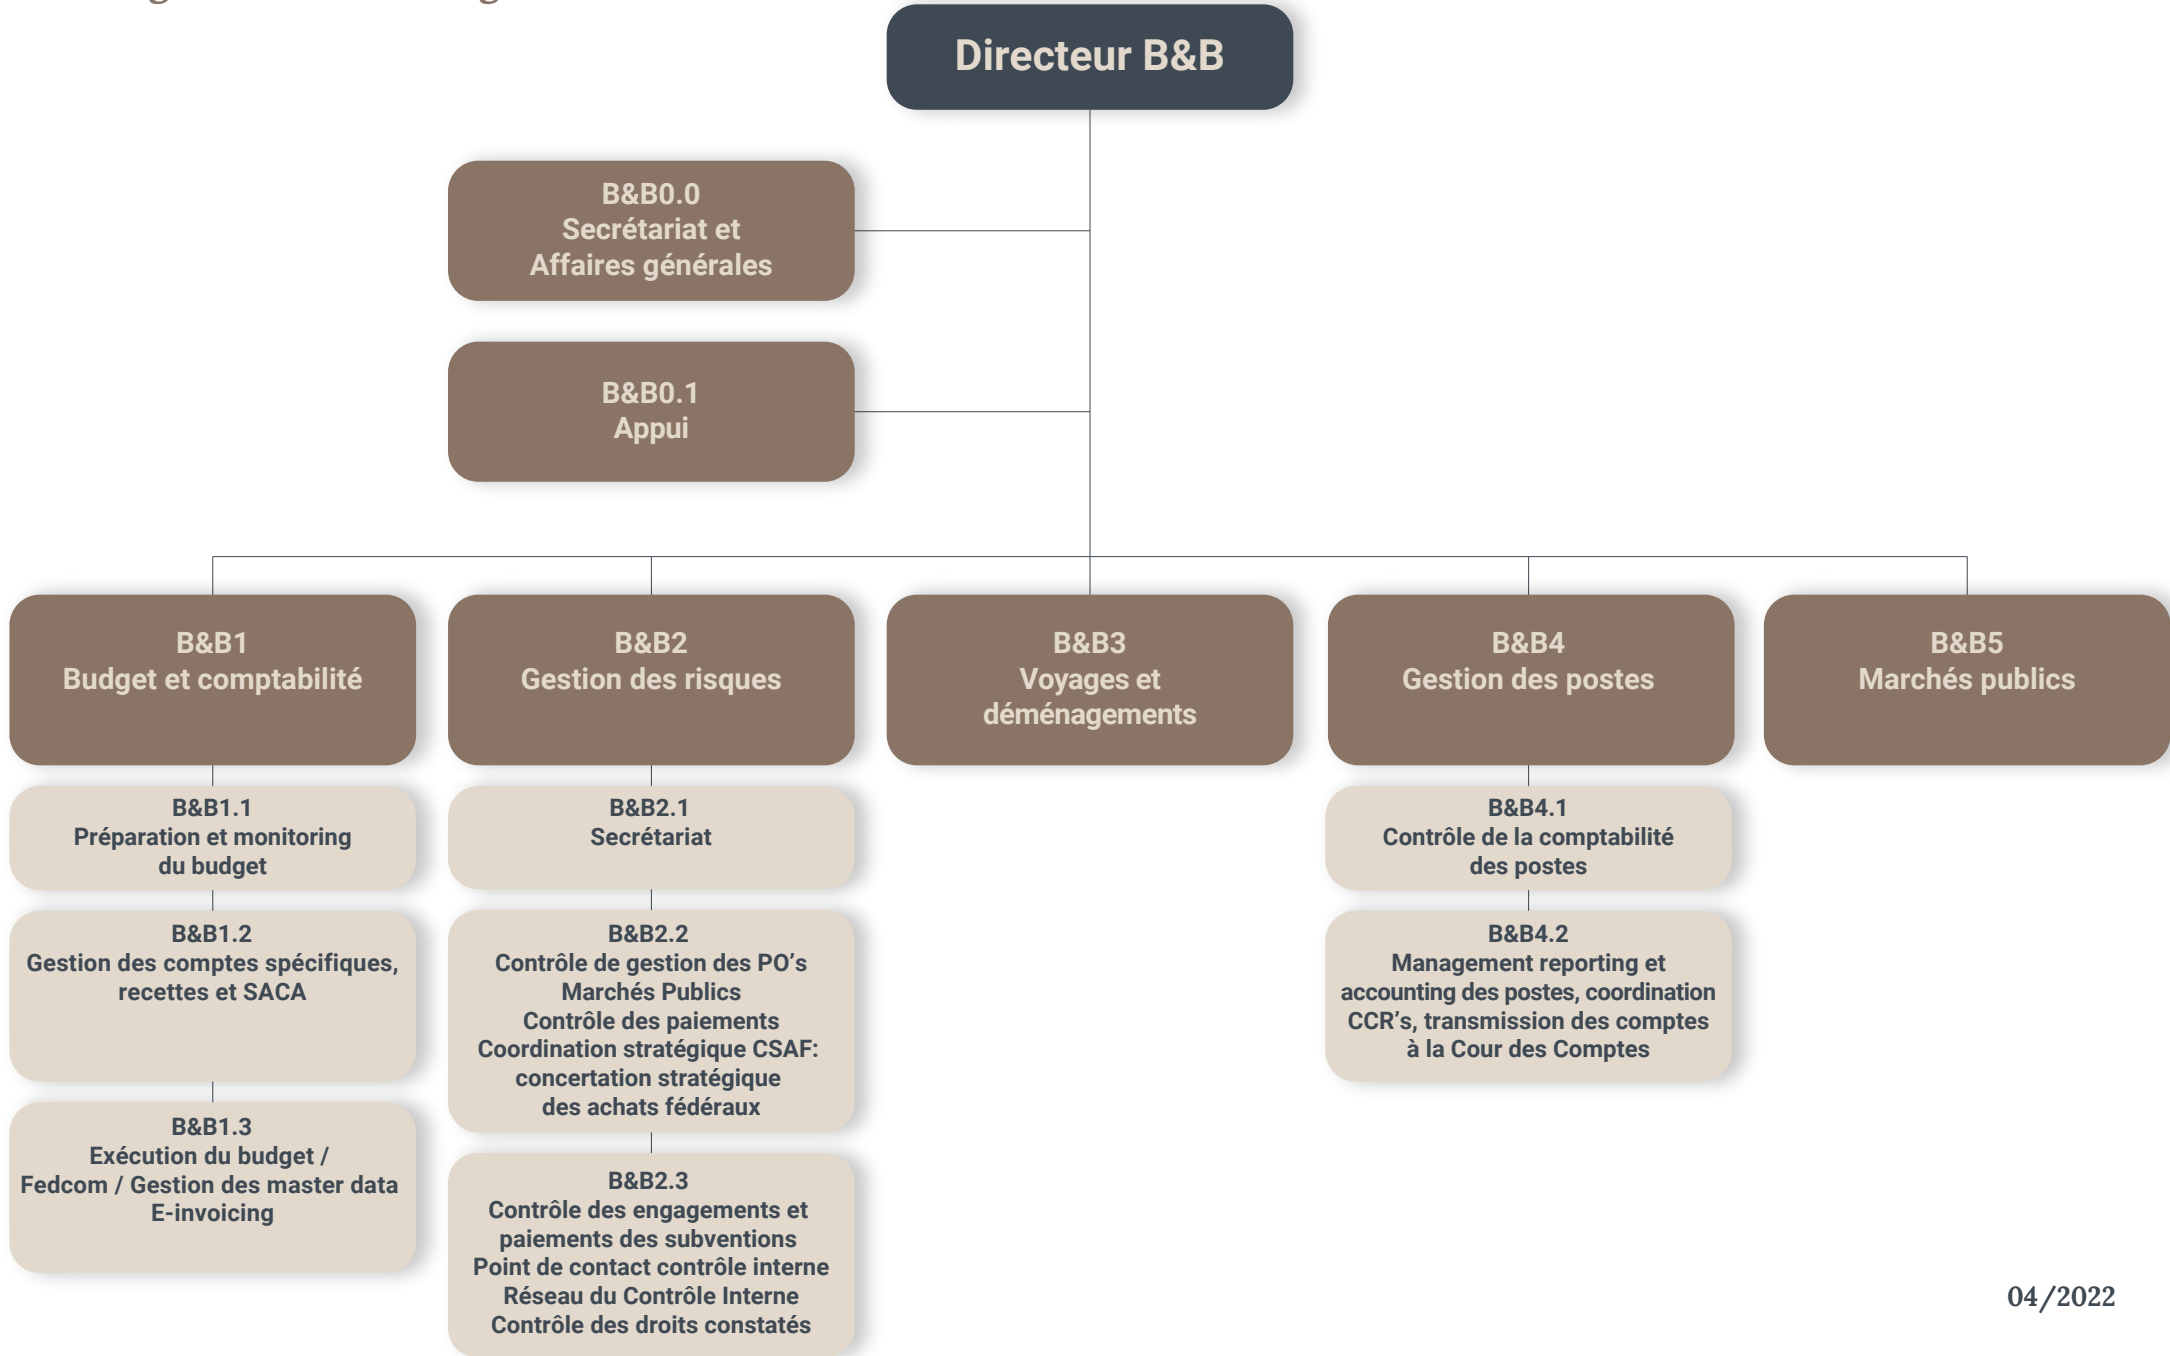 Directeur B&B
B&B0.0
Secrétariat et
Affaires générales
B&B0.1
Appui
B&B1
Budget et comptabilité
B&B2
Gestion des risques
B&B3
Voyages et
déménagements
B&B4
Gestion des postes
B&B5
Marchés publics
B&B1.1
Préparation et monitoring
du budget
B&B1.2
Gestion des comptes spécifiques,
recettes et SACA
B&B1.3
Exécution du budget /
Fedcom / Gestion des master data
E-invoicing
B&B2.1
Secrétariat
B&B2.2
Contrôle de gestion des PO's
Marchés Publics
Contrôle des paiements
Coordination stratégique CSAF:
concertation stratégique
des achats fédéraux
B&B2.3
Contrôle des engagements et
paiements des subventions
Point de contact contrôle interne
Réseau du Contrôle Interne
Contrôle des droits constatés
B&B4.1
Contrôle de la comptabilité
des postes
B&B4.2
Management reporting et
accounting des postes, coordination
CCR's, transmission des comptes
à la Cour des Comptes
04/2022